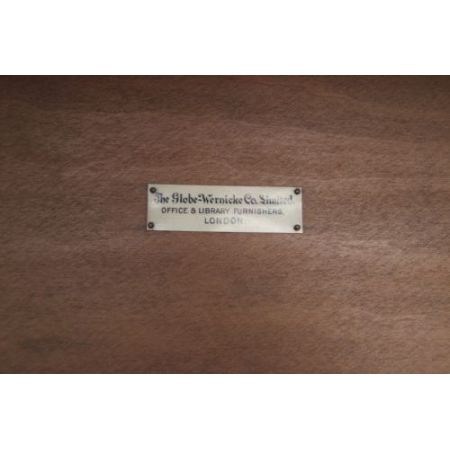 The Globe-Wernicke Co. Limited.
OFFICE & LIBRARY FURNISHERS,
LONDON.